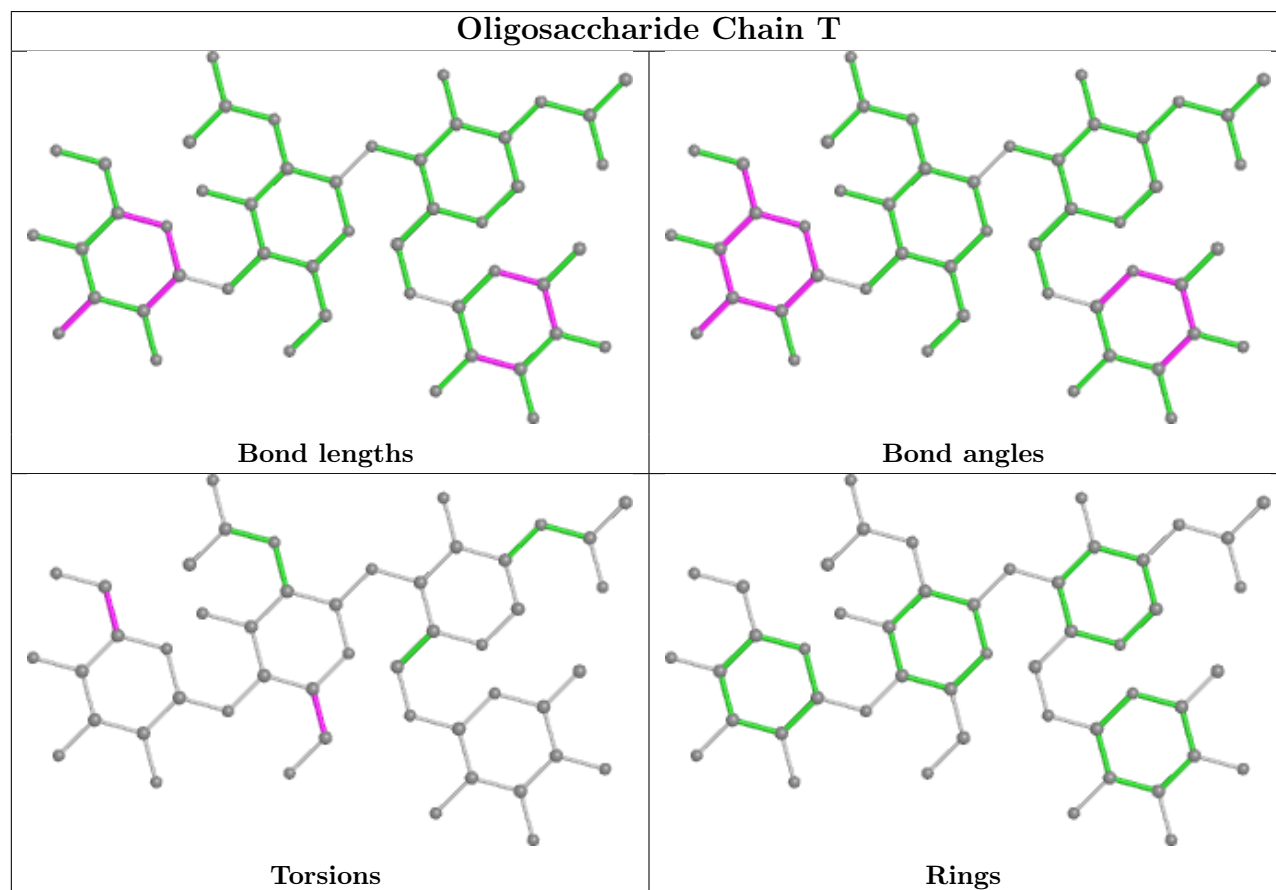 Oligosaccharide Chain T
Bond lengths
Bond angles
Torsions
Rings